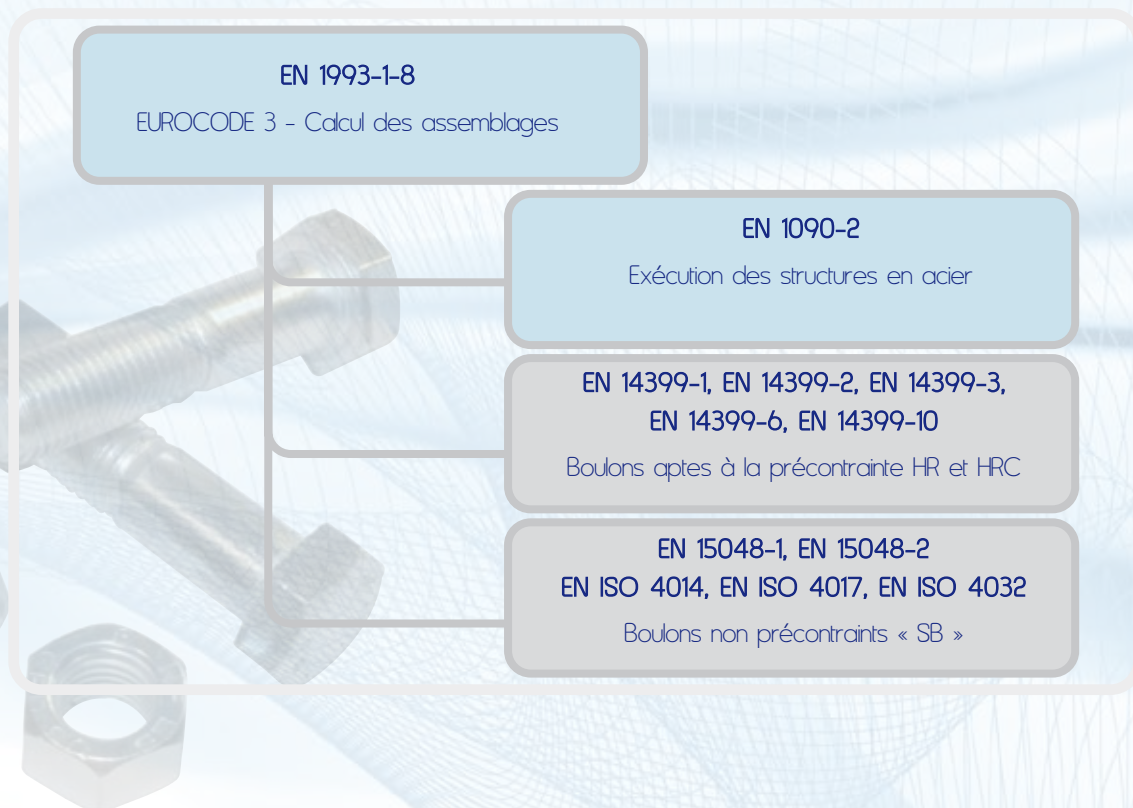 EN 1993-1-8
EUROCODE 3 - Calcul des assemblages
EN 1090-2
Exécution des structures en acier
EN 14399-1, EN 14399-2, EN 14399-3,
EN 14399-6, EN 14399-10
Boulons aptes à la précontrainte HR et HRC
EN 15048-1, EN 15048-2
EN ISO 4014, EN ISO 4017, EN ISO 4032
Boulons non précontraints « SB »